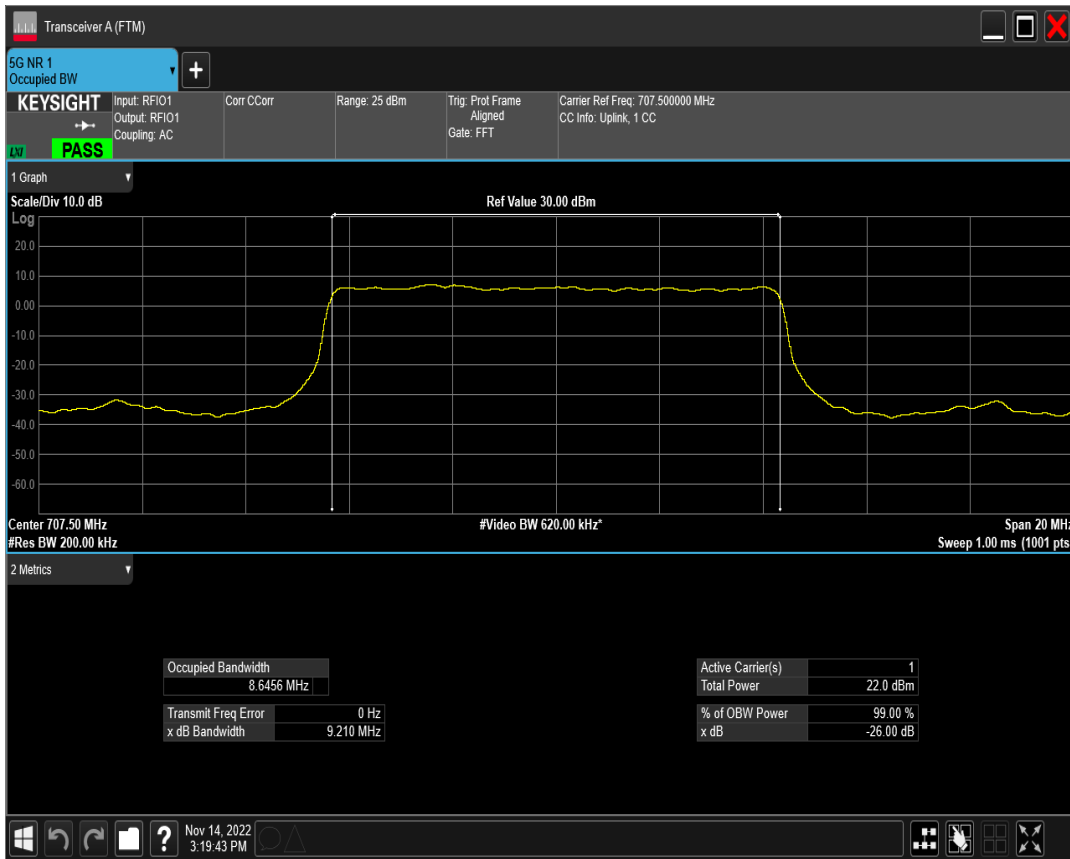 Transceiver A (FTM)
5G NR 1
Occupied BW
+
KEYSIGHT
LXI
PASS
Input: RFIO1
Output: RFIO1
Coupling: AC
Corr CCorr
Range: 25 dBm
Trig: Prot Frame
Aligned
Gate: FFT
Carrier Ref Freq: 707.500000 MHz
CC Info: Uplink, 1 CC
1 Graph
Scale/Div 10.0 dB
Ref Value 30.00 dBm
Log
20.0
10.0
0.00
-10.0
-20.0
-30.0
-40.0
-50.0
-60.0
Center 707.50 MHz
#Video BW 620.00 kHz*
Span 20 MHz
#Res BW 200.00 kHz
Sweep 1.00 ms (1001 pts
2 Metrics
Occupied Bandwidth
8.6456 MHz
Transmit Freq Error 0 Hz
x dB Bandwidth 9.210 MHz
Active Carrier(s) 1
Total Power 22.0 dBm
% of OBW Power 99.00 %
x dB -26.00 dB
?
Nov 14, 2022
3:19:43 PM